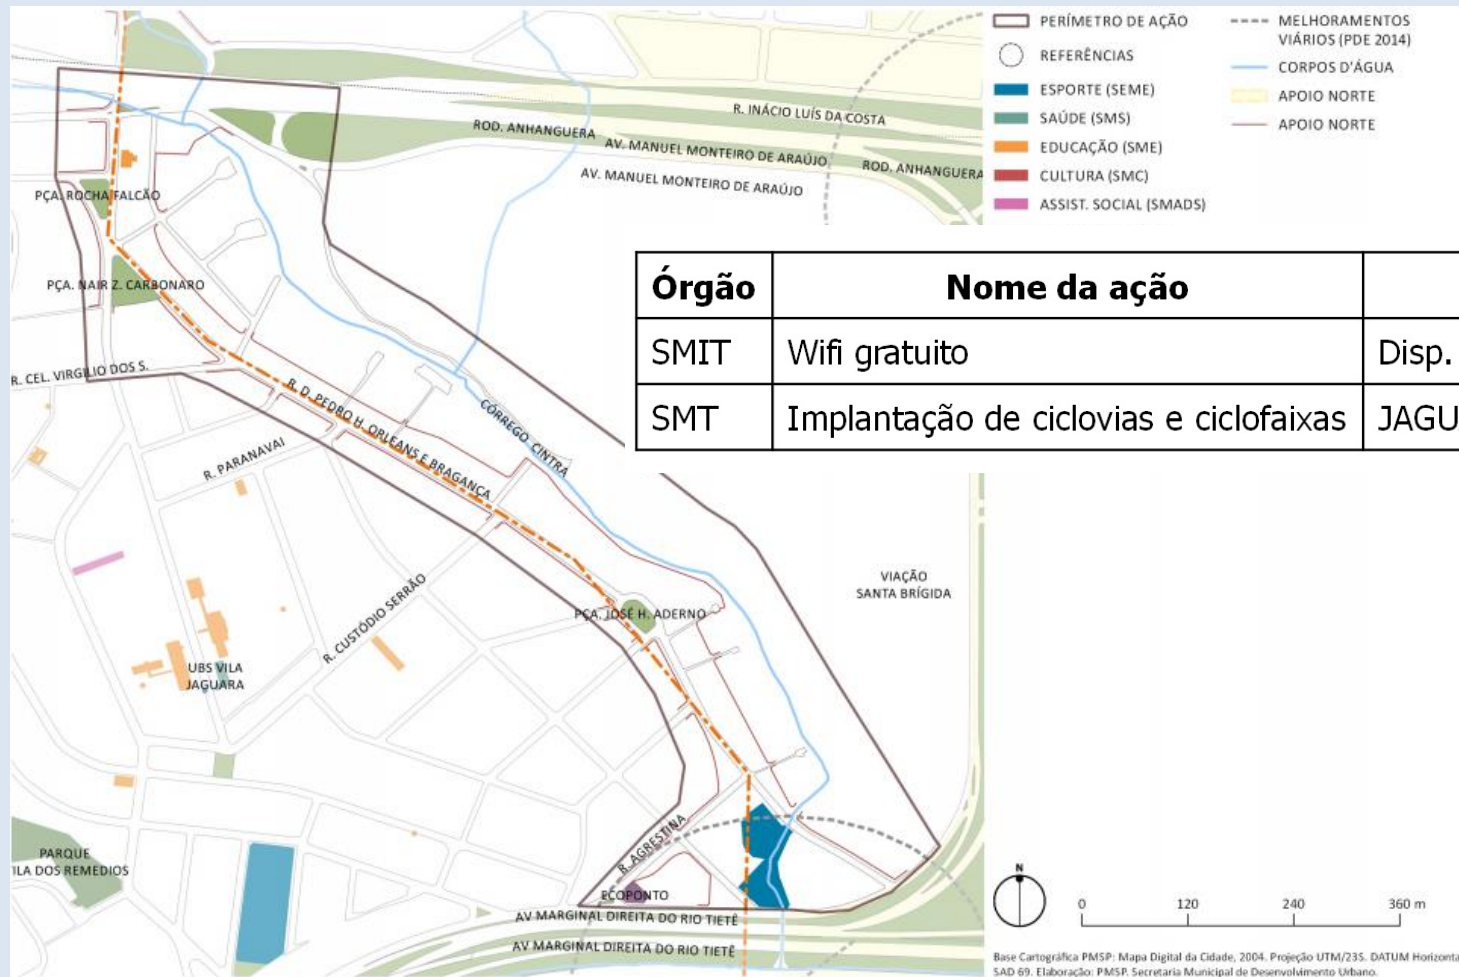 PERÍMETRO DE AÇÃO
REFERÊNCIAS
ESPORTE (SEME)
SAÚDE (SMS)
EDUCAÇÃO (SME)
CULTURA (SMC)
ASSIST. SOCIAL (SMADS)
MELHORAMENTOS
VIÁRIOS (PDE 2014)
CORPOS D'ÁGUA
APOIO NORTE
APOIO NORTE
R. INÁCIO LUÍS DA COSTA
ROD. ANHANGUERA
AV. MANUEL MONTEIRO DE ARAÚJO
ROD. ANHANGUERA
AV. MANUEL MONTEIRO DE ARAÚJO
PÇA. ROCHA FALCÃO
PÇA. NAIR Z. CARBONARO
R. CEL. VIRGILIO DOS S.
R. D. PEDRO H. ORLEANS E BRAGANÇA
CÓRREGO CINTRA
R. PARANAVAI
R. CUSTÓDIO SERRÃO
Órgão Nome da ação
SMIT Wifi gratuito Disp.
SMT Implantação de ciclovias e ciclofaixas JAGU
VIAÇÃO
SANTA BRÍGIDA
PÇA. JOSÉ H. ADERNO
UBS VILA
JAGUARA
PARQUE
ILA DOS REMEDIOS
R. AGRESTINA
ECOPONTO
AV MARGINAL DIREITA DO RIO TIETÊ
AV MARGINAL DIREITA DO RIO TIETÊ
N
0 120 240 360 m
Base Cartográfica PMSP: Mapa Digital da Cidade, 2004. Projeção UTM/23S. DATUM Horizonta
SAD 69. Elaboração: PMSP. Secretaria Municipal de Desenvolvimento Urbano.